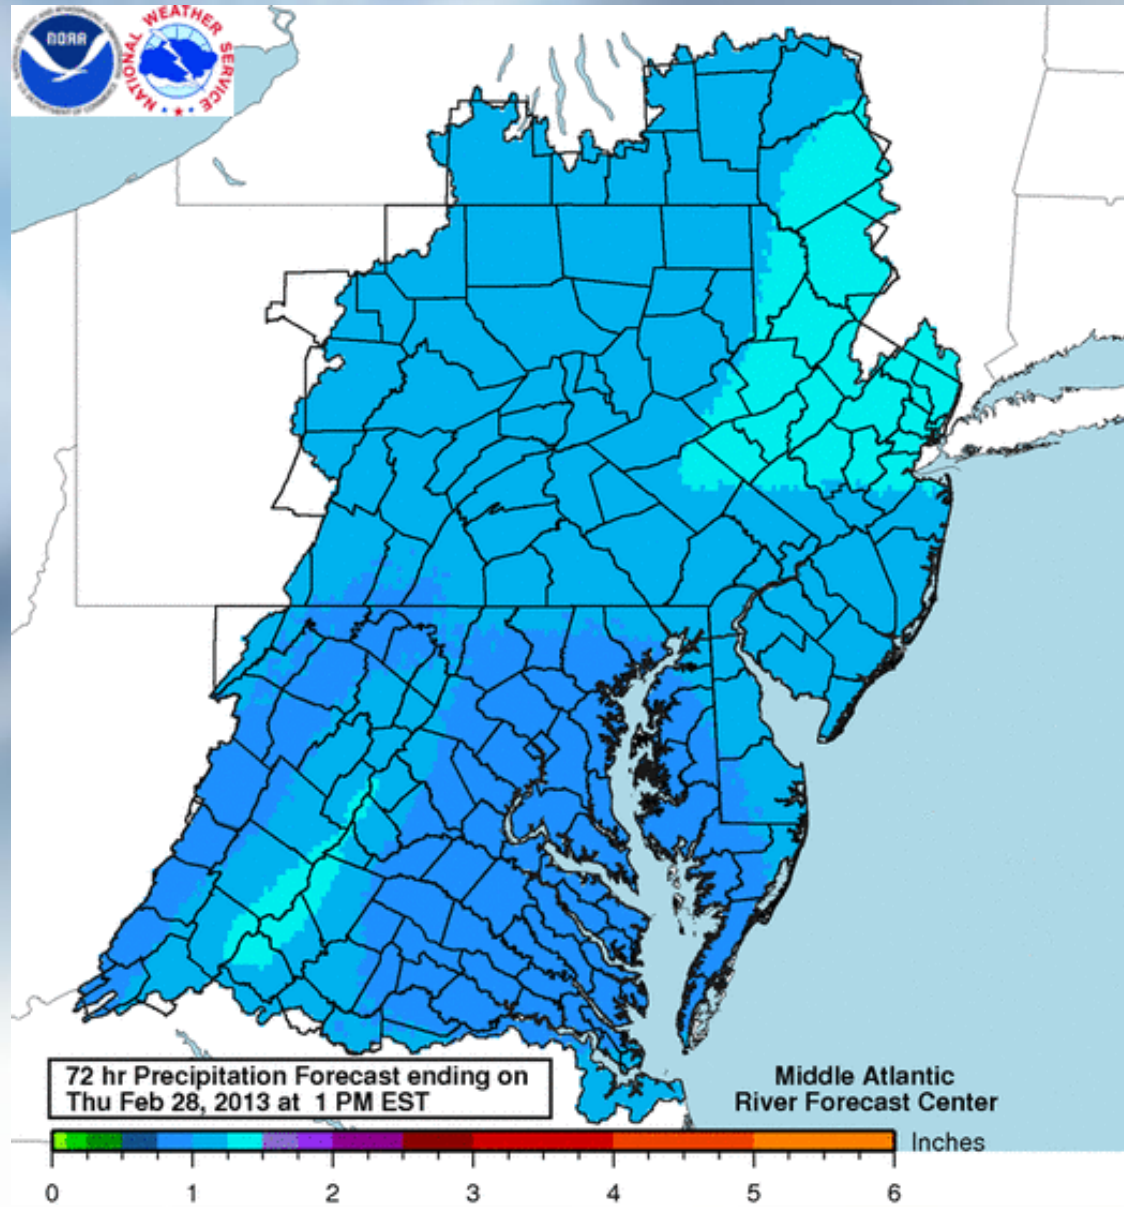 NOAA
NATIONAL WEATHER SERVICE
72 hr Precipitation Forecast ending on
Thu Feb 28, 2013 at 1 PM EST
Middle Atlantic
River Forecast Center
Inches
0 1 2 3 4 5 6